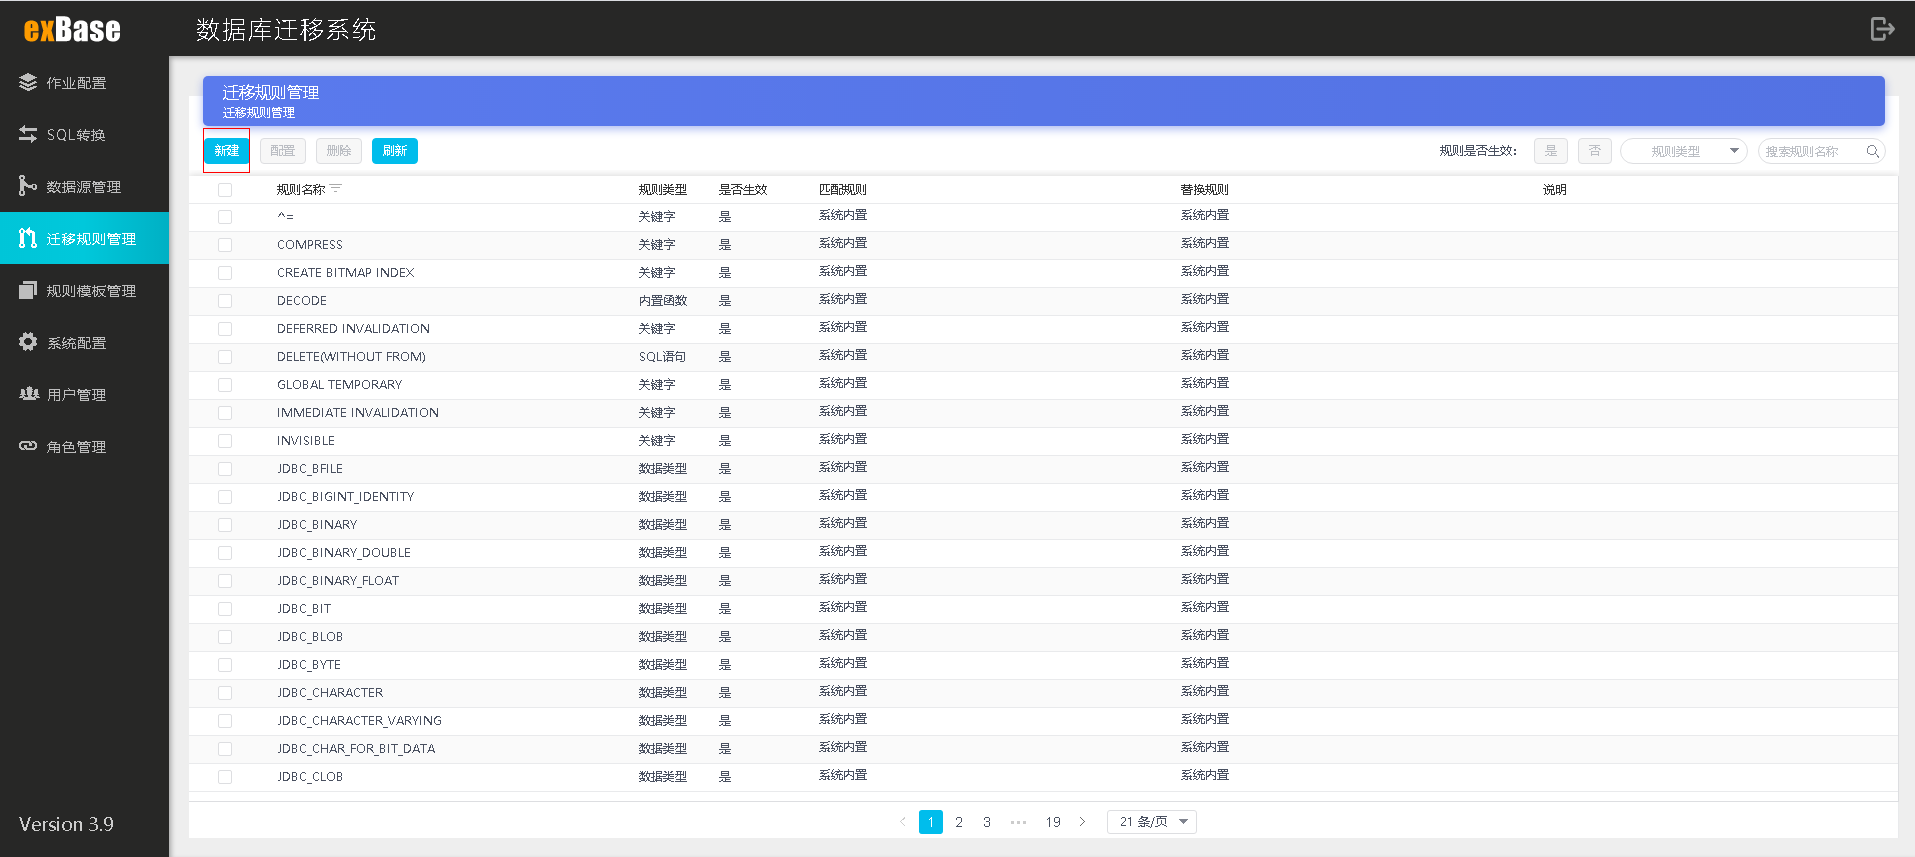 exBase 数据库迁移系统
作业配置
SQL转换
数据源管理
迁移规则管理
规则模板管理
系统配置
用户管理
角色管理
Version 3.9
迁移规则管理
迁移规则管理
新建 配置 删除 刷新 规则是否生效： 是 否 规则类型 搜索规则名称
规则名称 规则类型 是否生效 匹配规则 替换规则 说明
^= 关键字 是 系统内置 系统内置
COMPRESS 关键字 是 系统内置 系统内置
CREATE BITMAP INDEX 关键字 是 系统内置 系统内置
DECODE 内置函数 是 系统内置 系统内置
DEFERRED INVALIDATION 关键字 是 系统内置 系统内置
DELETE(WITHOUT FROM) SQL语句 是 系统内置 系统内置
GLOBAL TEMPORARY 关键字 是 系统内置 系统内置
IMMEDIATE INVALIDATION 关键字 是 系统内置 系统内置
INVISIBLE 关键字 是 系统内置 系统内置
JDBC_BFILE 数据类型 是 系统内置 系统内置
JDBC_BIGINT_IDENTITY 数据类型 是 系统内置 系统内置
JDBC_BINARY 数据类型 是 系统内置 系统内置
JDBC_BINARY_DOUBLE 数据类型 是 系统内置 系统内置
JDBC_BINARY_FLOAT 数据类型 是 系统内置 系统内置
JDBC_BIT 数据类型 是 系统内置 系统内置
JDBC_BLOB 数据类型 是 系统内置 系统内置
JDBC_BYTE 数据类型 是 系统内置 系统内置
JDBC_CHARACTER 数据类型 是 系统内置 系统内置
JDBC_CHARACTER_VARYING 数据类型 是 系统内置 系统内置
JDBC_CHAR_FOR_BIT_DATA 数据类型 是 系统内置 系统内置
JDBC_CLOB 数据类型 是 系统内置 系统内置
1 2 3 ••• 19 21 条/页